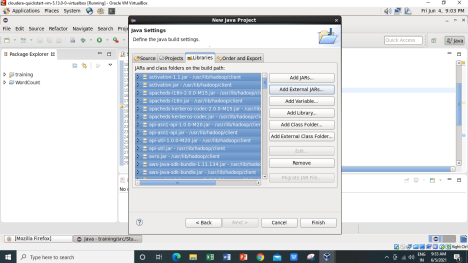 cloudera-quickstart-vm-5.13.0-0-virtualbox [Running] - Oracle VM VirtualBox
Applications Places System
Fri Jun 4, 9:03 PM
New Java Project
File Edit Source Refactor Navigate Search Proj
Java Settings
Define the Java build settings.
Quick Access
Java
Package Explorer
training
WordCount
Source Projects Libraries Order and Export
JARs and class folders on the build path:
activation-1.1.jar - /usr/lib/hadoop/client
activation.jar - /usr/lib/hadoop/client
apacheds-i18n-2.0.0-M15.jar - /usr/lib/hadoop/client
apacheds-i18n.jar - /usr/lib/hadoop/client
apacheds-kerberos-codec-2.0.0-M15.jar - /usr/lib/hado
apacheds-kerberos-codec.jar - /usr/lib/hadoop/client
api-asn1-api-1.0.0-M20.jar - /usr/lib/hadoop/client
api-asn1-api.jar - /usr/lib/hadoop/client
api-util-1.0.0-M20.jar - /usr/lib/hadoop/client
api-util.jar - /usr/lib/hadoop/client
avro.jar - /usr/lib/hadoop/client
aws-java-sdk-bundle-1.11.134.jar - /usr/lib/hadoo
aws-java-sdk-bundle.jar - /usr/lib/hadoop/client
Add JARs...
Add External JARs...
Add Variable...
Add Library...
Add Class Folder...
Add External Class Folder...
Edit...
Remove
Migrate JAR File...
No
< Back
Next >
Cancel
Finish
[Mozilla Firefox]
Java - training/src/Stu...
Right Ctrl
Type here to search
ENG
IN
9:35 AM
6/5/2021